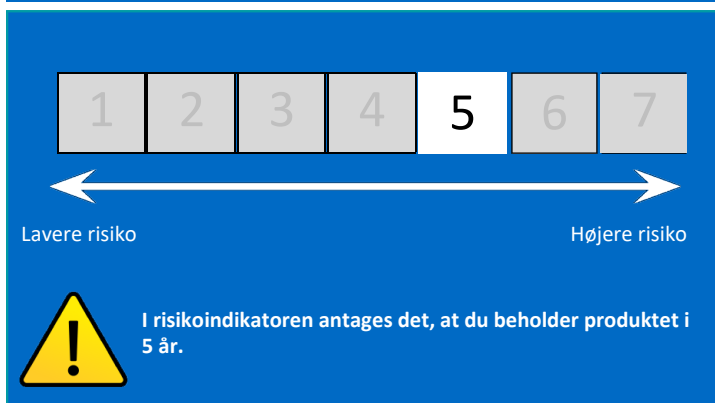 1 2 3 4 5 6 7
Lavere risiko Højere risiko
I risikoindikatoren antages det, at du beholder produktet i
5 år.